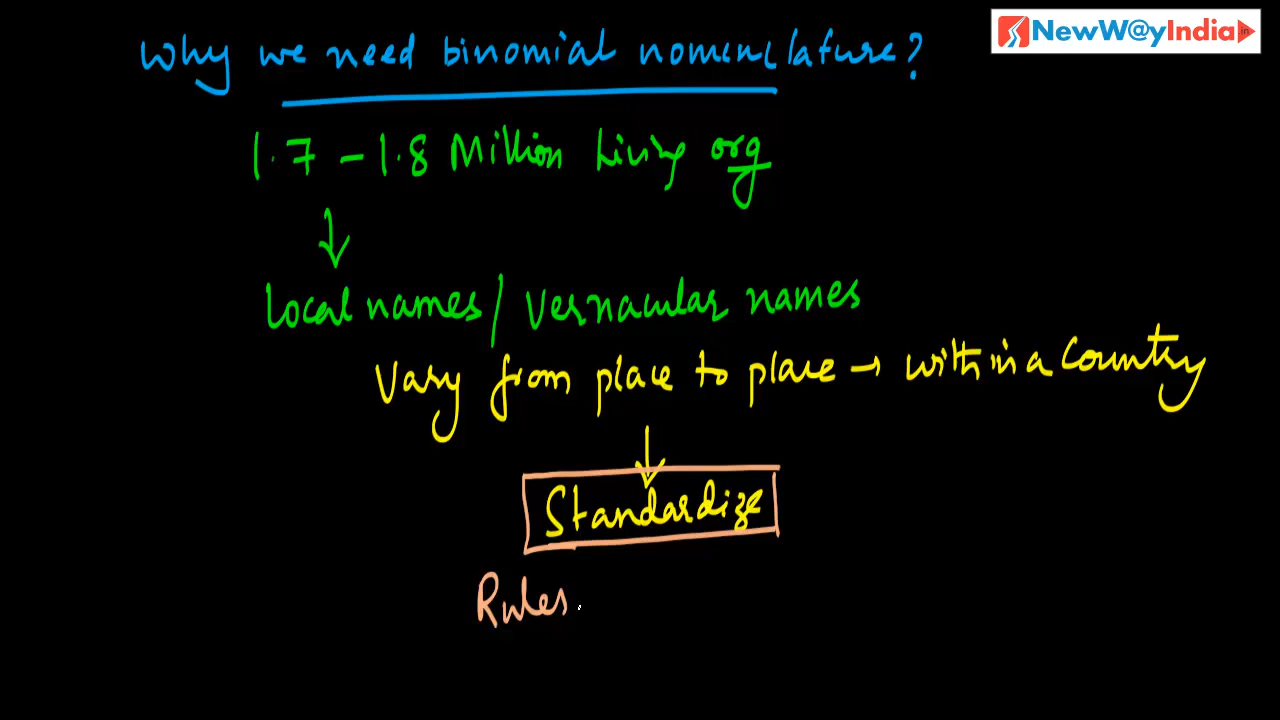 NewW@yIndia
Why we need binomial nomenclature?
1.7 - 1.8 Million Living org
↓
Local names / Vernacular names
Vary from place to place → within a country
↓
Standardize
Rules.